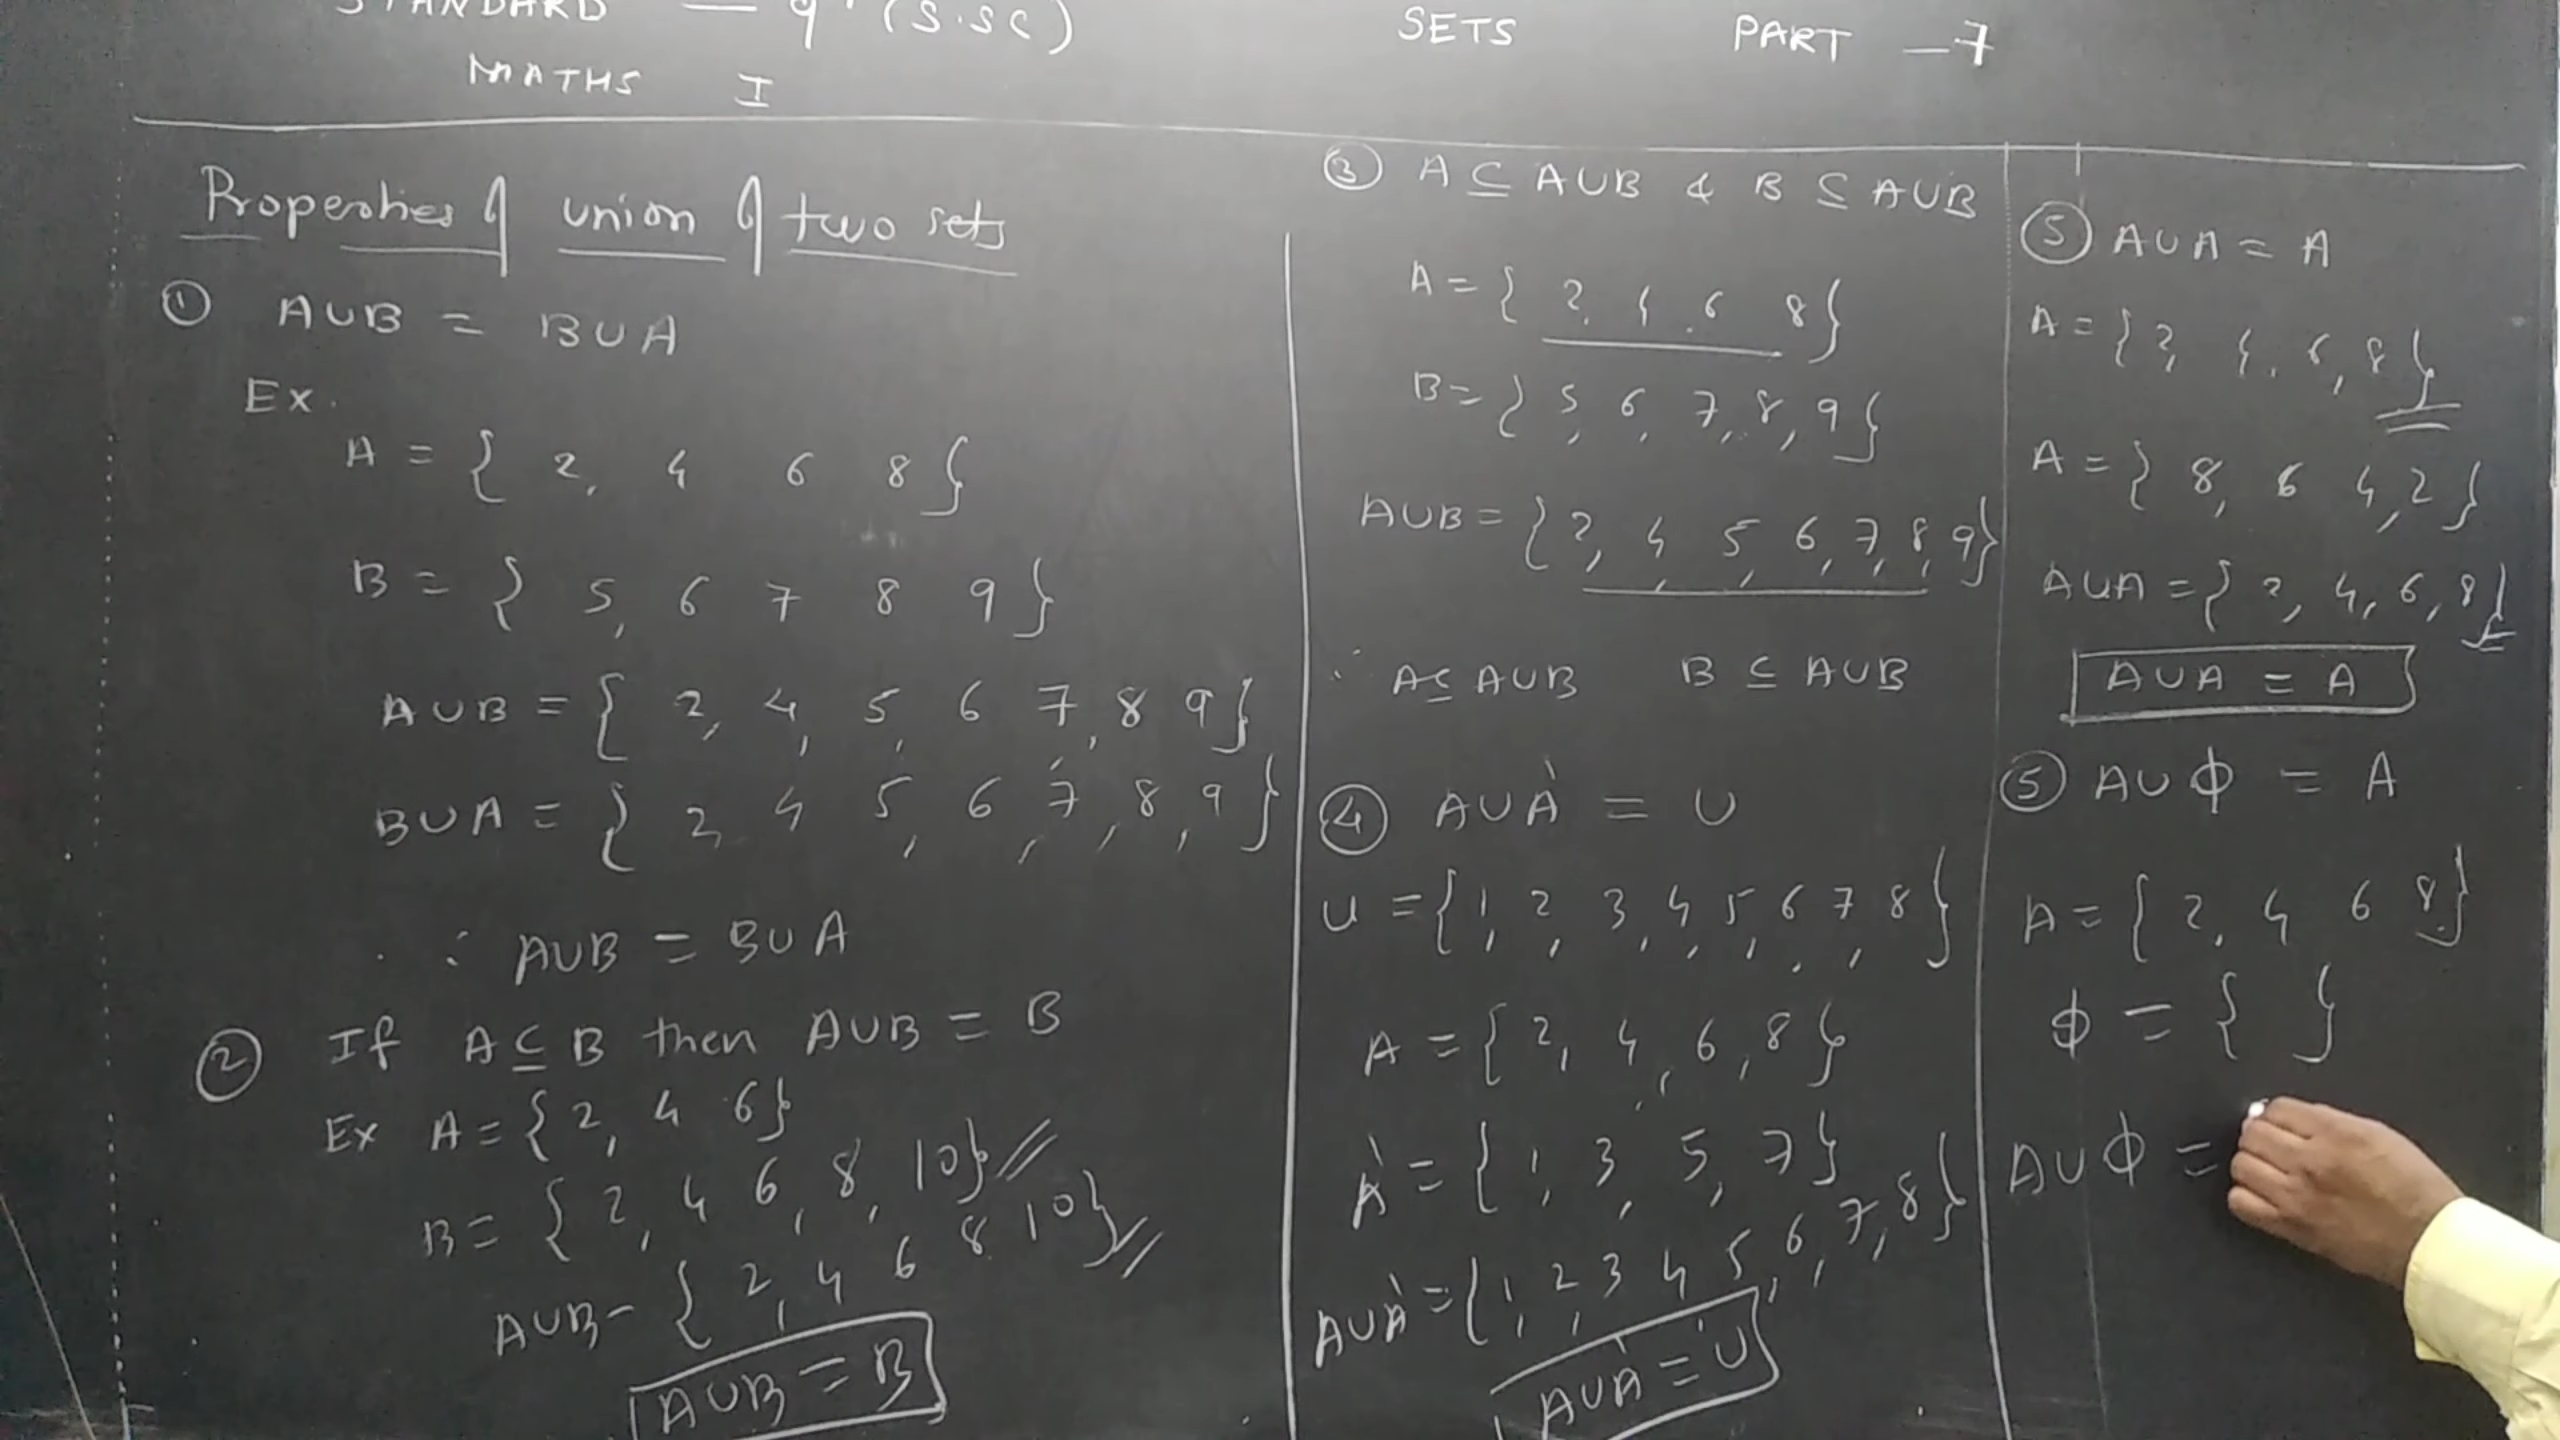 STANDARD — 9 (S.SC)
MATHS I
SETS PART — 7
Properties of union of two sets
① A∪B = B∪A
Ex.
A = { 2, 4 6 8 }
B = { 5, 6 7 8 9 }
A∪B = { 2, 4, 5, 6 7, 8 9 }
B∪A = { 2, 4 5, 6, 7, 8, 9 }
∴ A∪B = B∪A
② If A ⊆ B then A∪B = B
Ex A = { 2, 4 6 }
B = { 2, 4 6, 8, 10 }
A∪B = { 2, 4 6 8 10 }
A∪B = B
③ A ⊆ A∪B & B ⊆ A∪B
A = { 2, 4, 6 8 }
B = { 5, 6, 7, 8, 9 }
A∪B = { 2, 4, 5, 6, 7, 8, 9 }
∴ A ⊆ A∪B B ⊆ A∪B
④ A∪A' = U
U = { 1, 2, 3, 4, 5, 6, 7, 8 }
A = { 2, 4, 6, 8 }
A' = { 1, 3, 5, 7 }
A∪A' = { 1, 2, 3 4 5, 6, 7, 8 }
A∪A' = U
⑤ A∪A = A
A = { 2, 4, 6, 8 }
A = { 8, 6 4, 2 }
A∪A = { 2, 4, 6, 8 }
A∪A = A
⑤ A∪ϕ = A
A = { 2, 4 6 8 }
ϕ = { }
A∪ϕ =